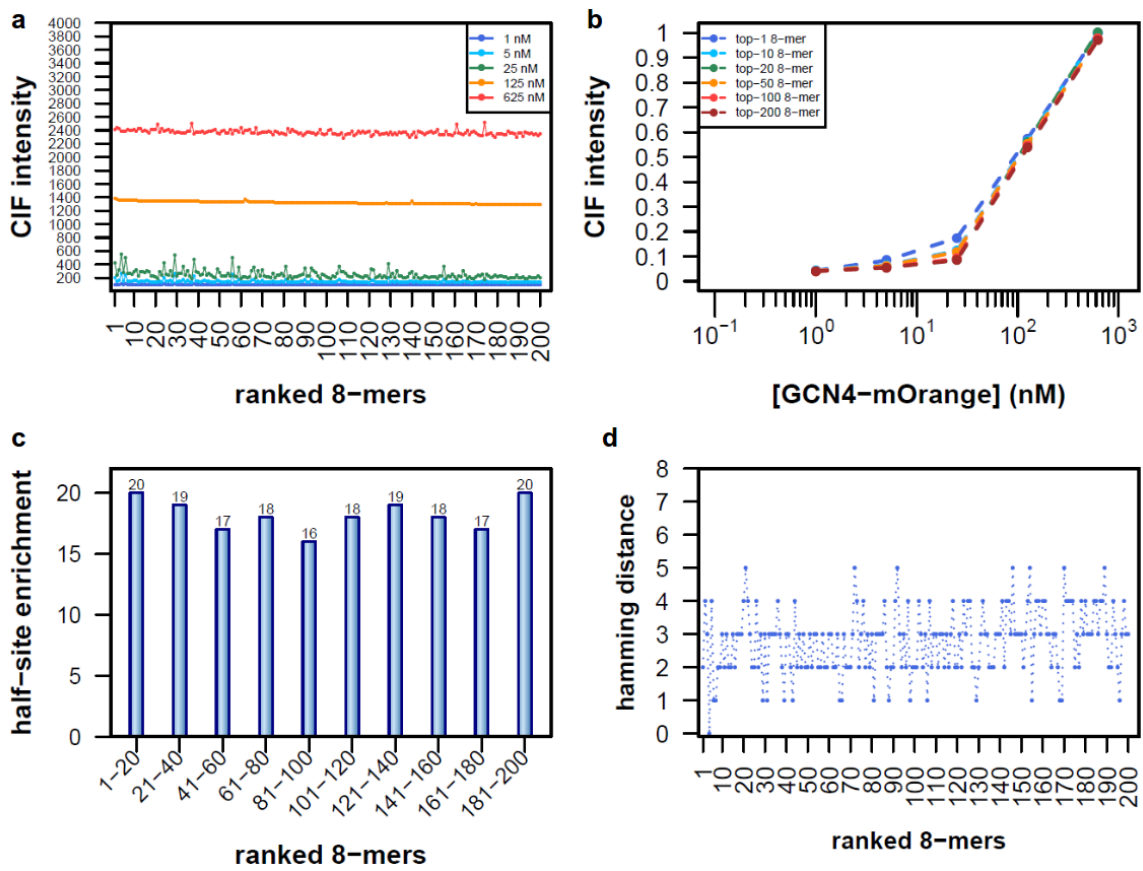 a
CIF intensity
4000
3800
3600
3400
3200
3000
2800
2600
2400
2200
2000
1800
1600
1400
1200
1000
800
600
400
200
1 nM
5 nM
25 nM
125 nM
625 nM
1 10 20 30 40 50 60 70 80 90 100 110 120 130 140 150 160 170 180 190 200
ranked 8−mers
b
CIF intensity
1
0.9
0.8
0.7
0.6
0.5
0.4
0.3
0.2
0.1
0
top-1 8-mer
top-10 8-mer
top-20 8-mer
top-50 8-mer
top-100 8-mer
top-200 8-mer
10⁻¹ 10⁰ 10¹ 10² 10³
[GCN4−mOrange] (nM)
c
half−site enrichment
20
15
10
5
0
20 19 17 18 16 18 19 18 17 20
1−20 21−40 41−60 61−80 81−100 101−120 121−140 141−160 161−180 181−200
ranked 8−mers
d
hamming distance
8
7
6
5
4
3
2
1
0
1 10 20 30 40 50 60 70 80 90 100 110 120 130 140 150 160 170 180 190 200
ranked 8−mers